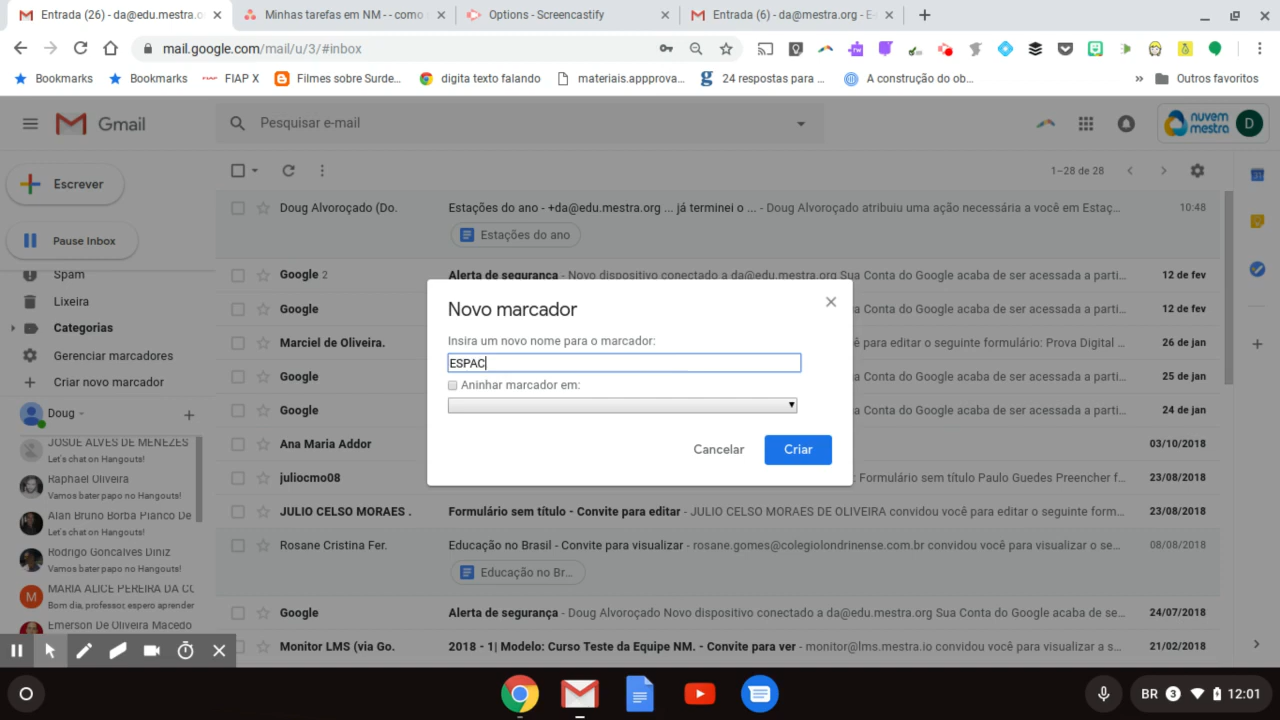 Entrada (26) - da@edu.mestra.o
Minhas tarefas em NM - - como
Options - Screencastify
Entrada (6) - da@mestra.org - E-
mail.google.com/mail/u/3/#inbox
Bookmarks
Bookmarks
FIAP X
Filmes sobre Surde...
digita texto falando
materiais.appprova...
24 respostas para ...
A construção do ob...
»
Outros favoritos
Gmail
Pesquisar e-mail
nuvem
mestra
D
Escrever
1–28 de 28
Pause Inbox
Doug Alvoroçado (Do. Estações do ano - +da@edu.mestra.org ... já terminei o ... - Doug Alvoroçado atribuiu uma ação necessária a você em Estaç... 10:48
Estações do ano
Spam
Lixeira
Categorias
Gerenciar marcadores
Criar novo marcador
Google 2 Alerta de segurança - Novo dispositivo conectado a da@edu.mestra.org Sua Conta do Google acaba de ser acessada a parti... 12 de fev
Google a Conta do Google acaba de ser acessada a parti... 12 de fev
Marciel de Oliveira. para editar o seguinte formulário: Prova Digital ... 26 de jan
Google a Conta do Google acaba de ser acessada a parti... 25 de jan
Google a Conta do Google acaba de ser acessada a parti... 24 de jan
Ana Maria Addor 03/10/2018
juliocmo08 : Formulário sem título Paulo Guedes Preencher f... 23/08/2018
Novo marcador
Insira um novo nome para o marcador:
ESPAC
Aninhar marcador em:
Cancelar
Criar
JULIO CELSO MORAES . Formulário sem título - Convite para editar - JULIO CELSO MORAES DE OLIVEIRA convidou você para editar o seguinte form... 23/08/2018
Rosane Cristina Fer. Educação no Brasil - Convite para visualizar - rosane.gomes@colegiolondrinense.com.br convidou você para visualizar o se... 08/08/2018
Educação no Br...
Google Alerta de segurança - Doug Alvoroçado Novo dispositivo conectado a da@edu.mestra.org Sua Conta do Google acaba de se... 24/07/2018
Monitor LMS (via Go. 2018 - 1| Modelo: Curso Teste da Equipe NM. - Convite para ver - monitor@lms.mestra.io convidou você para visualizar a s... 21/02/2018
Doug
JOSUE ALVES DE MENEZES
Let's chat on Hangouts!
Raphael Oliveira
Vamos bater papo no Hangouts!
Alan Bruno Borba Pianco De
Let's chat on Hangouts!
Rodrigo Goncalves Diniz
Vamos bater papo no Hangouts!
M
MARIA ALICE PEREIRA DA CO
Bom dia, professor, espero aprender
Emerson De Oliveira Macedo
BR 3 12:01